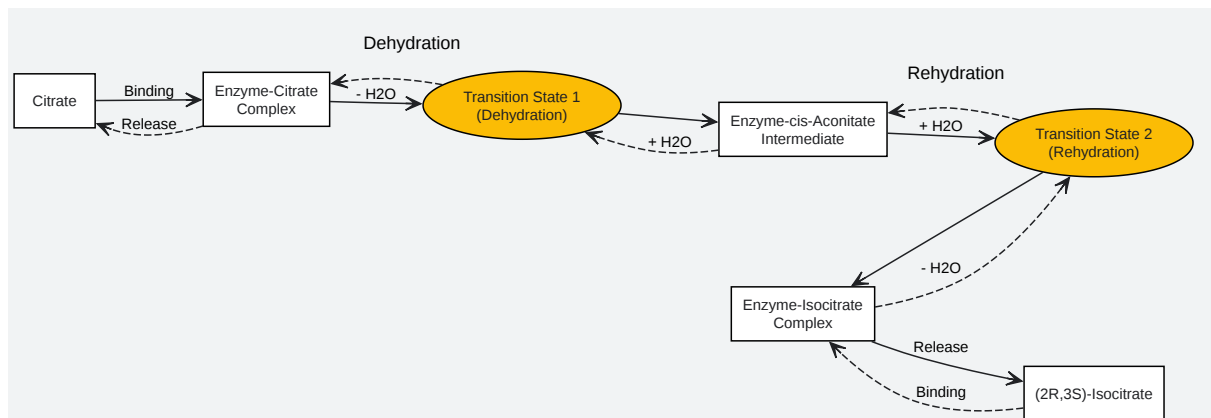 Dehydration
Rehydration
Citrate
Binding
Release
Enzyme-Citrate
Complex
- H2O
Transition State 1
(Dehydration)
+ H2O
Enzyme-cis-Aconitate
Intermediate
+ H2O
Transition State 2
(Rehydration)
- H2O
Enzyme-Isocitrate
Complex
Release
Binding
(2R,3S)-Isocitrate